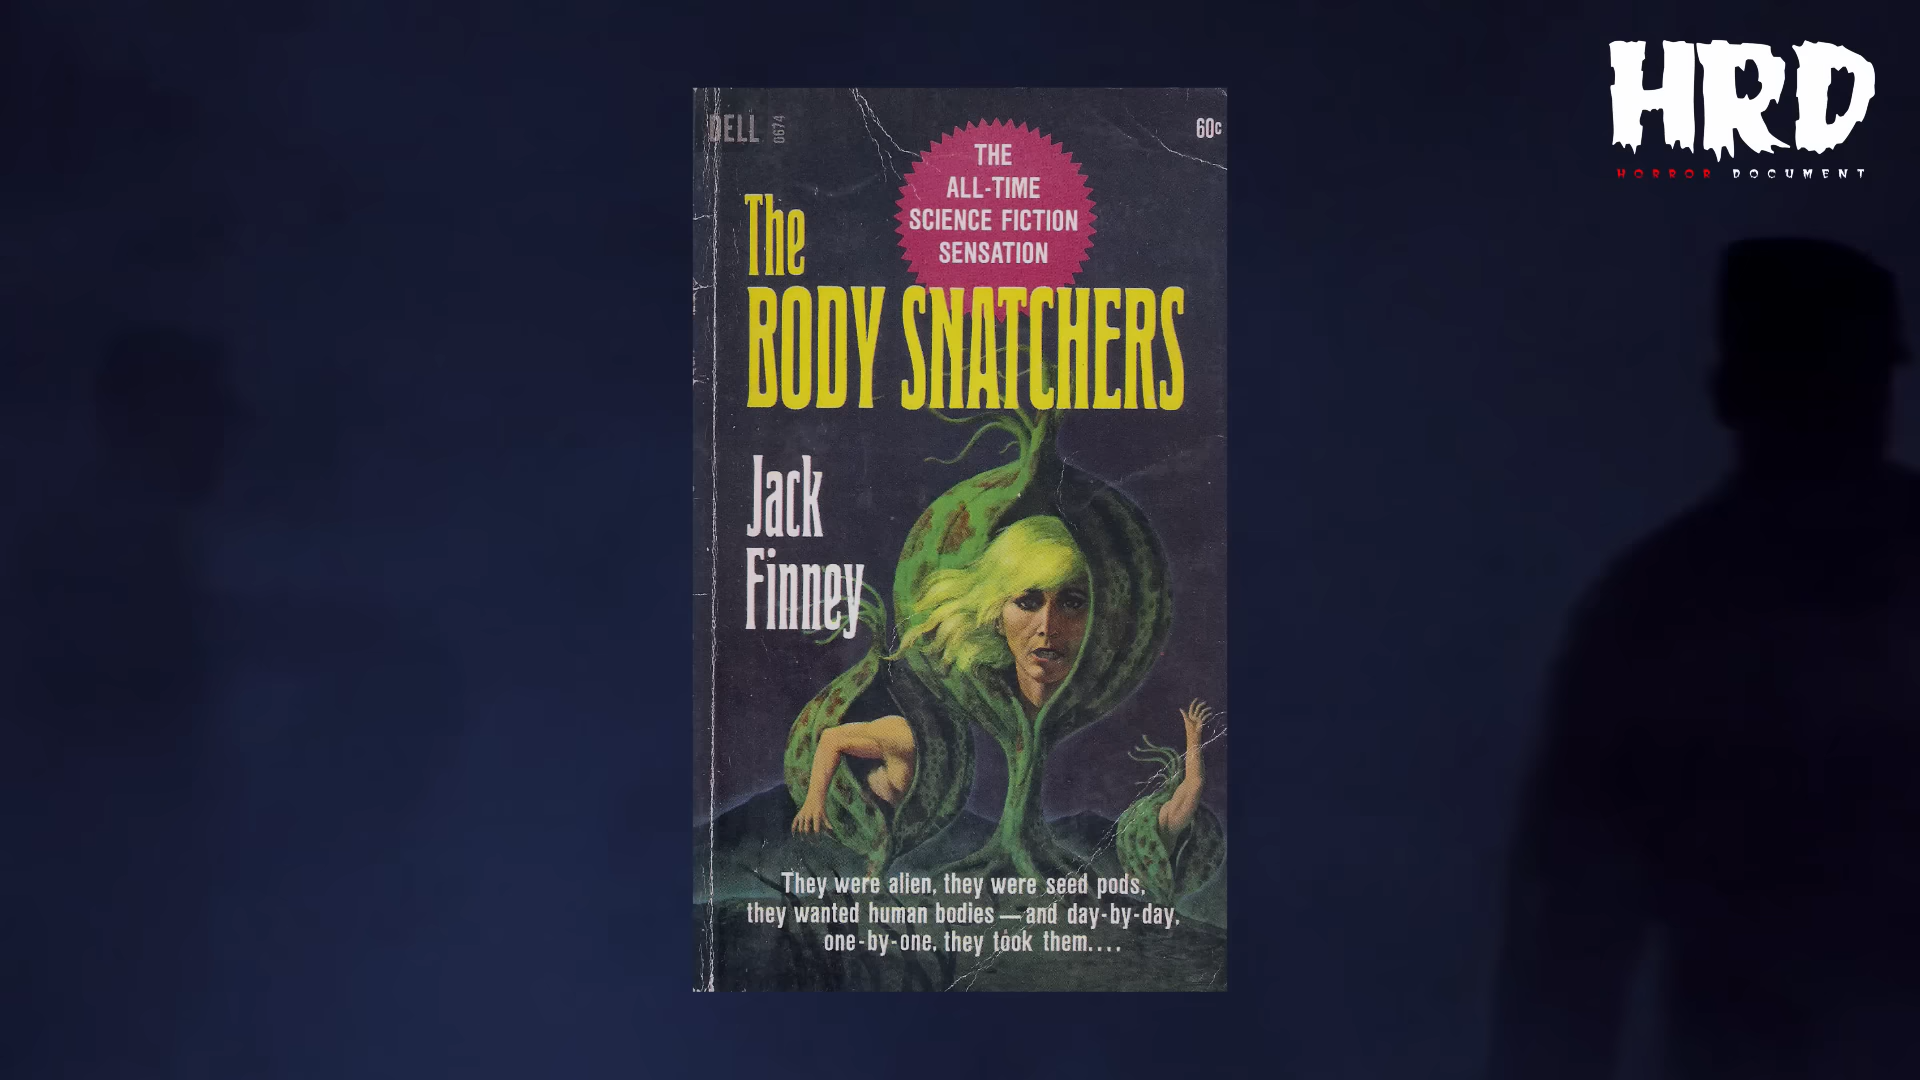 HRD
HORROR DOCUMENT
DELL 0674
60c
THE
ALL-TIME
SCIENCE FICTION
SENSATION
The
BODY SNATCHERS
Jack
Finney
They were alien, they were seed pods,
they wanted human bodies — and day-by-day,
one-by-one, they took them....